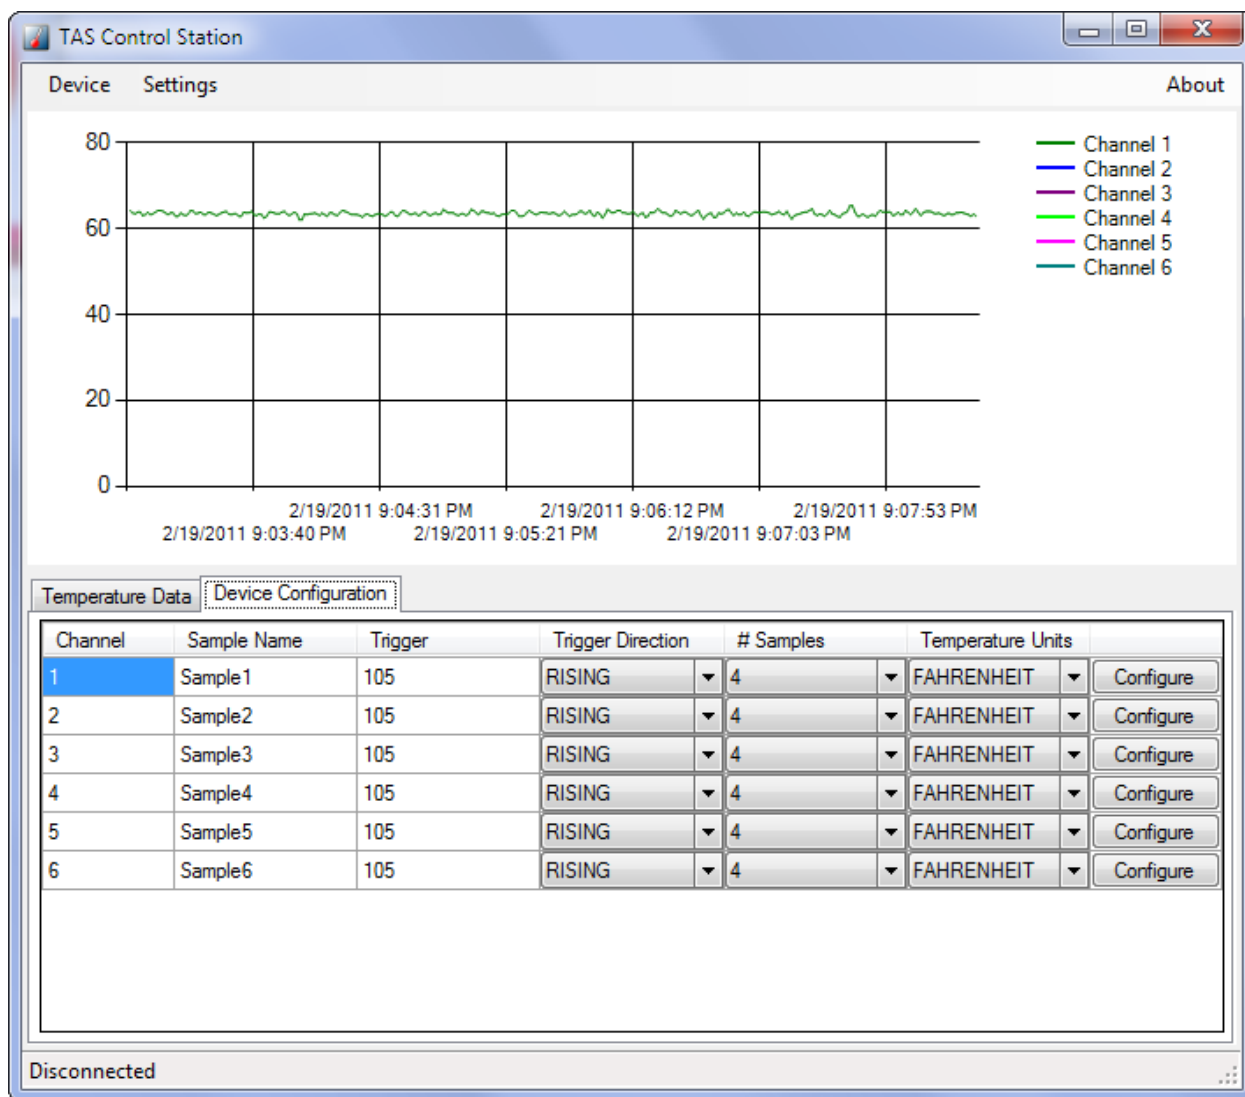 TAS Control Station
Device Settings About
80
60
40
20
0
Channel 1
Channel 2
Channel 3
Channel 4
Channel 5
Channel 6
2/19/2011 9:04:31 PM 2/19/2011 9:06:12 PM 2/19/2011 9:07:53 PM
2/19/2011 9:03:40 PM 2/19/2011 9:05:21 PM 2/19/2011 9:07:03 PM
Temperature Data Device Configuration
Channel Sample Name Trigger Trigger Direction # Samples Temperature Units
1 Sample1 105 RISING 4 FAHRENHEIT Configure
2 Sample2 105 RISING 4 FAHRENHEIT Configure
3 Sample3 105 RISING 4 FAHRENHEIT Configure
4 Sample4 105 RISING 4 FAHRENHEIT Configure
5 Sample5 105 RISING 4 FAHRENHEIT Configure
6 Sample6 105 RISING 4 FAHRENHEIT Configure
Disconnected